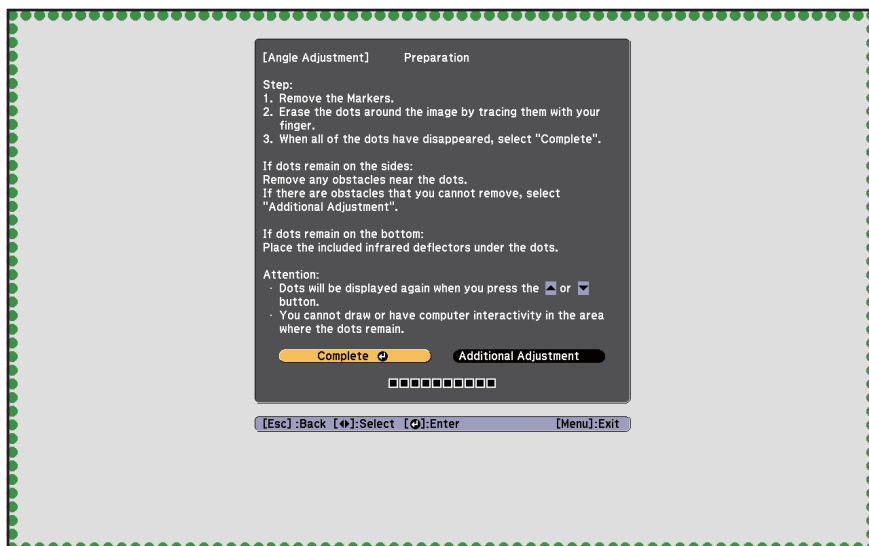 [Angle Adjustment] Preparation
Step:
1. Remove the Markers.
2. Erase the dots around the image by tracing them with your
finger.
3. When all of the dots have disappeared, select "Complete".
If dots remain on the sides:
Remove any obstacles near the dots.
If there are obstacles that you cannot remove, select
"Additional Adjustment".
If dots remain on the bottom:
Place the included infrared deflectors under the dots.
Attention:
· Dots will be displayed again when you press the ▲ or ▼
button.
· You cannot draw or have computer interactivity in the area
where the dots remain.
Complete Additional Adjustment
[Esc] :Back [◀▶]:Select [⏎]:Enter [Menu]:Exit